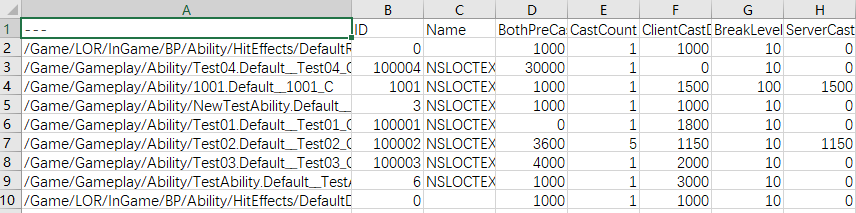 A B C D E F G H
1 --- ID Name BothPreCa CastCount ClientCastD BreakLevel ServerCast
2 /Game/LOR/InGame/BP/Ability/HitEffects/DefaultR 0 1000 1 1000 10 0
3 /Game/Gameplay/Ability/Test04.Default__Test04_C 100004 NSLOCTEX 30000 1 0 10 0
4 /Game/Gameplay/Ability/1001.Default__1001_C 1001 NSLOCTEX 1000 1 1500 100 1500
5 /Game/Gameplay/Ability/NewTestAbility.Default__ 3 NSLOCTEX 1000 1 1000 10 0
6 /Game/Gameplay/Ability/Test01.Default__Test01_C 100001 NSLOCTEX 0 1 1800 10 0
7 /Game/Gameplay/Ability/Test02.Default__Test02_C 100002 NSLOCTEX 3600 5 1150 10 1150
8 /Game/Gameplay/Ability/Test03.Default__Test03_C 100003 NSLOCTEX 4000 1 2000 10 0
9 /Game/Gameplay/Ability/TestAbility.Default__TestA 6 NSLOCTEX 1000 1 3000 10 0
10 /Game/LOR/InGame/BP/Ability/HitEffects/DefaultD 0 1000 1 1000 10 0